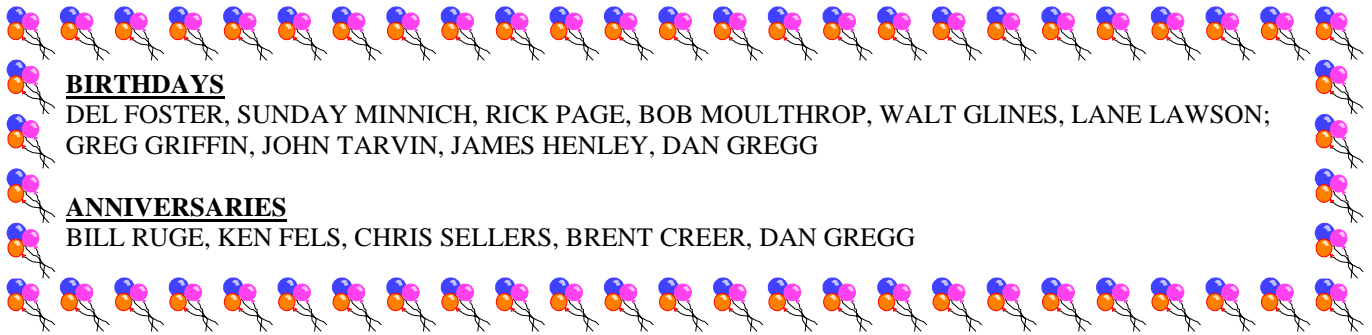 BIRTHDAYS
DEL FOSTER, SUNDAY MINNICH, RICK PAGE, BOB MOULTHROP, WALT GLINES, LANE LAWSON;
GREG GRIFFIN, JOHN TARVIN, JAMES HENLEY, DAN GREGG
ANNIVERSARIES
BILL RUGE, KEN FELS, CHRIS SELLERS, BRENT CREER, DAN GREGG